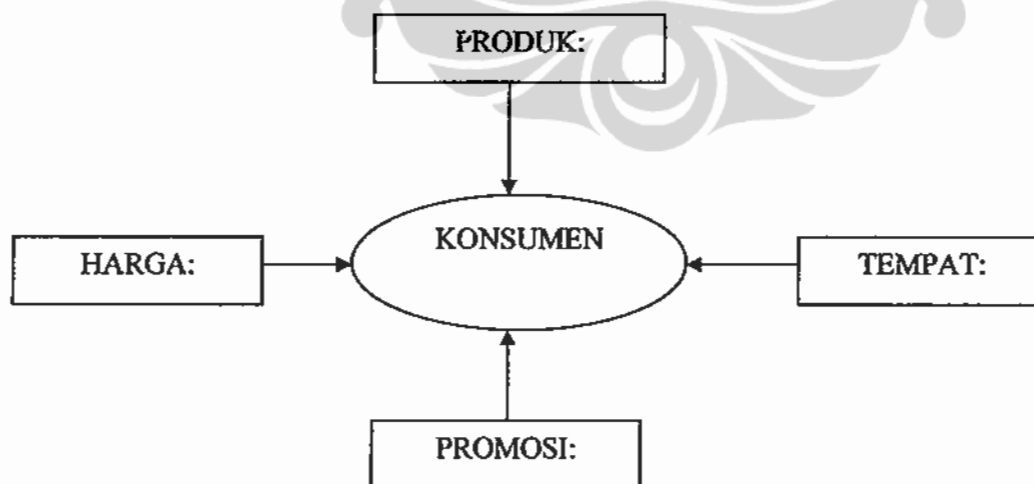 PRODUK:
KONSUMEN
HARGA:
TEMPAT:
PROMOSI: